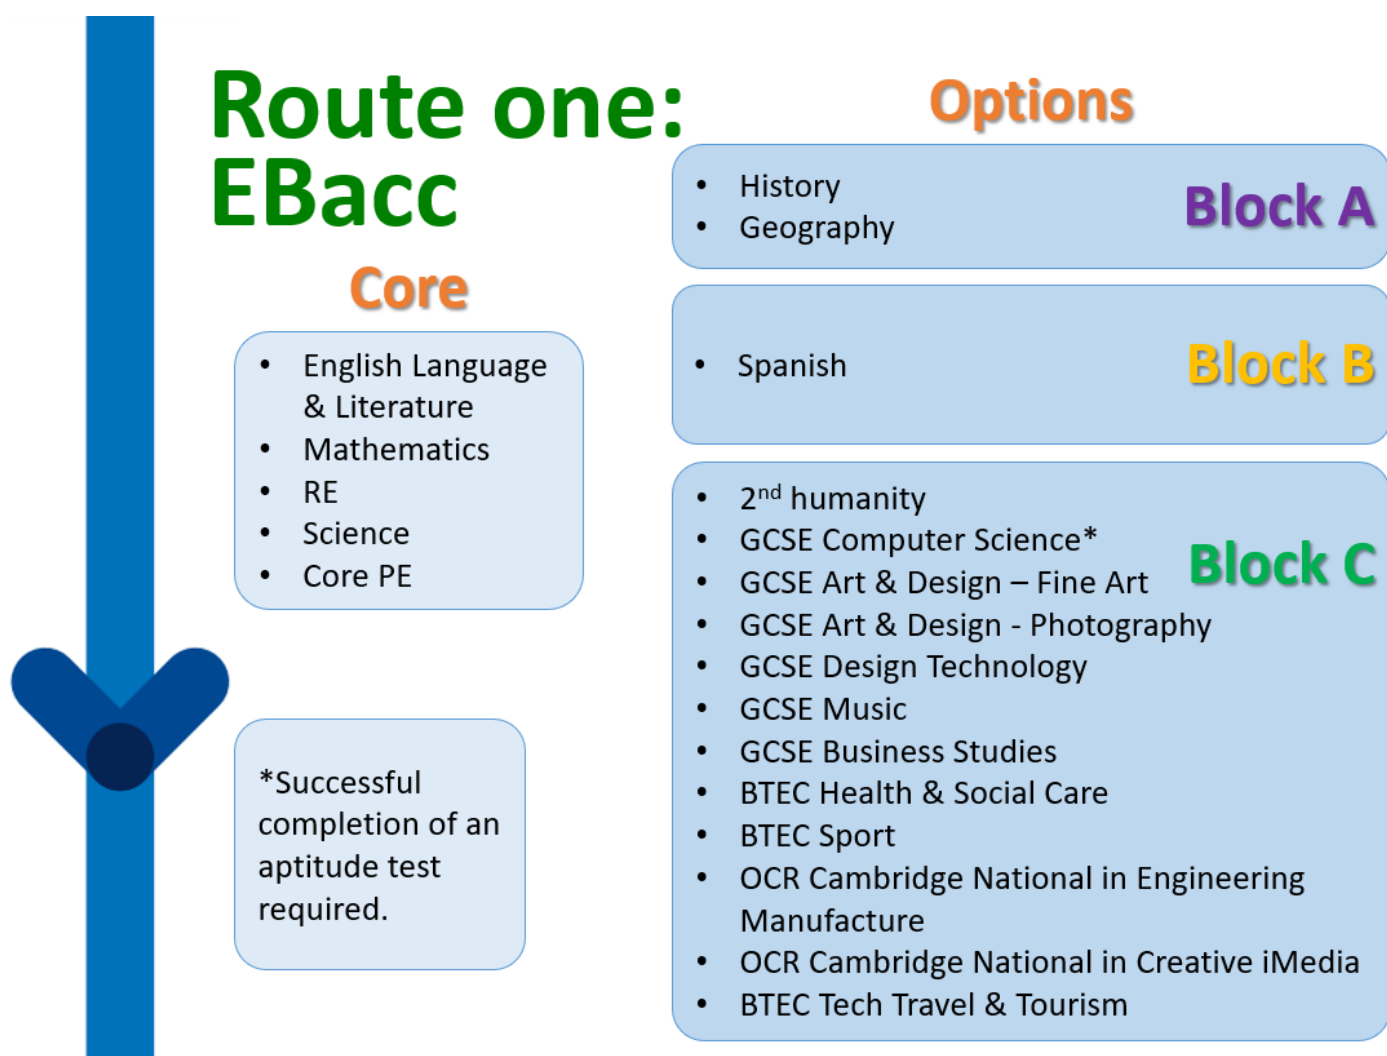 Route one:
EBacc
Core
• English Language
& Literature
• Mathematics
• RE
• Science
• Core PE
*Successful
completion of an
aptitude test
required.
Options
• History
• Geography
Block A
• Spanish
Block B
• 2nd humanity
• GCSE Computer Science*
• GCSE Art & Design – Fine Art
• GCSE Art & Design - Photography
• GCSE Design Technology
• GCSE Music
• GCSE Business Studies
• BTEC Health & Social Care
• BTEC Sport
• OCR Cambridge National in Engineering
Manufacture
• OCR Cambridge National in Creative iMedia
• BTEC Tech Travel & Tourism
Block C